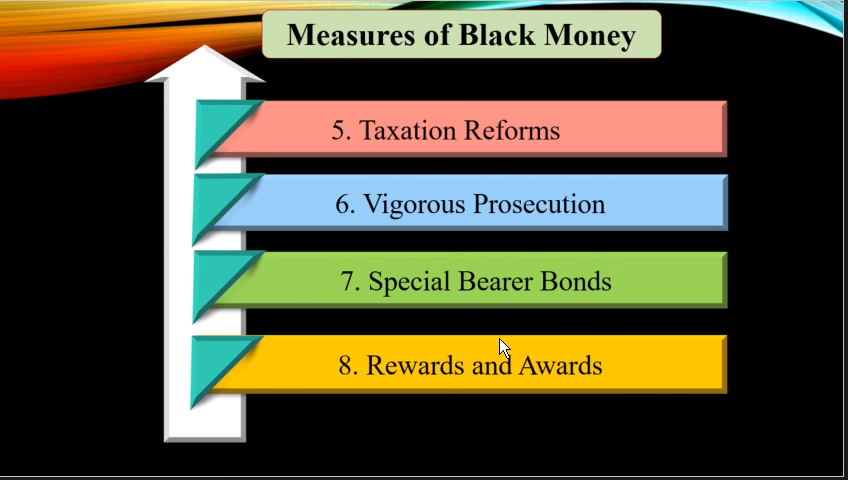 Measures of Black Money
5. Taxation Reforms
6. Vigorous Prosecution
7. Special Bearer Bonds
8. Rewards and Awards